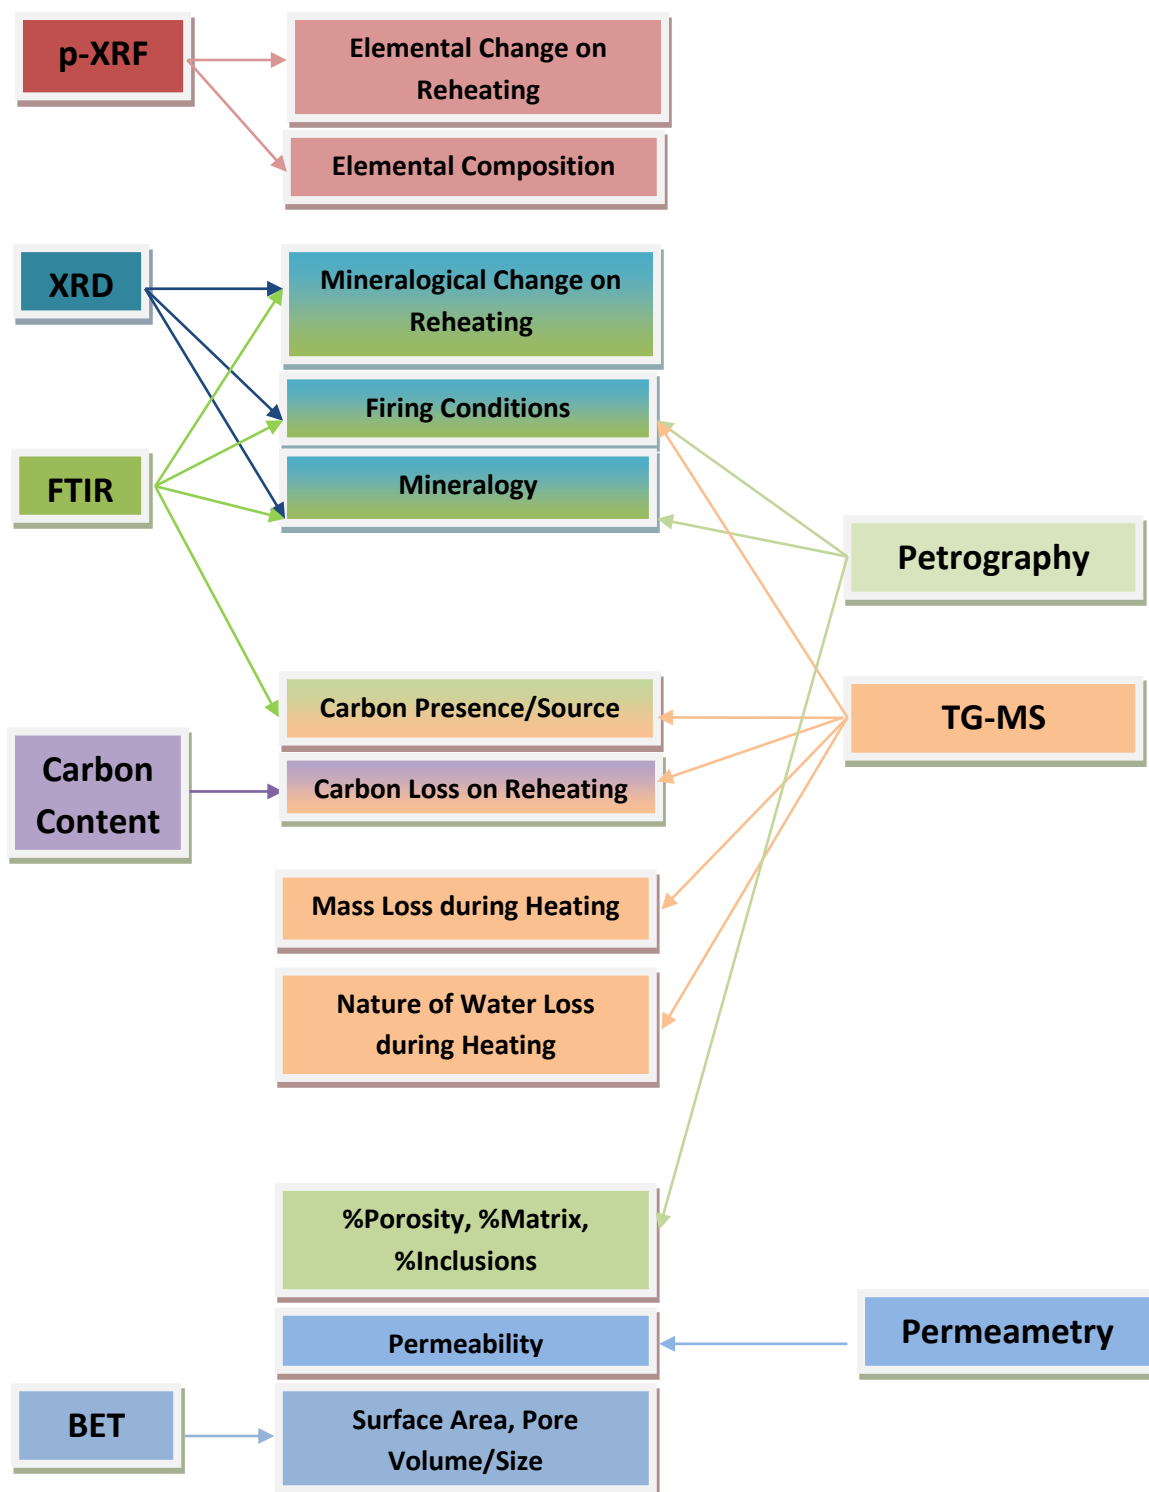 p-XRF
Elemental Change on
Reheating
Elemental Composition
XRD
Mineralogical Change on
Reheating
Firing Conditions
FTIR
Mineralogy
Petrography
Carbon Presence/Source
TG-MS
Carbon
Content
Carbon Loss on Reheating
Mass Loss during Heating
Nature of Water Loss
during Heating
%Porosity, %Matrix,
%Inclusions
Permeability
Permeametry
BET
Surface Area, Pore
Volume/Size